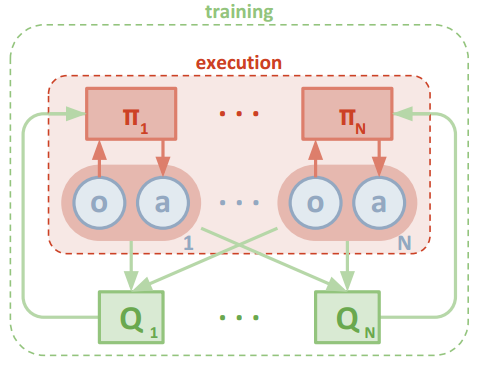 training
execution
π1 ... πN
o a ... o a
1 N
Q1 ... QN